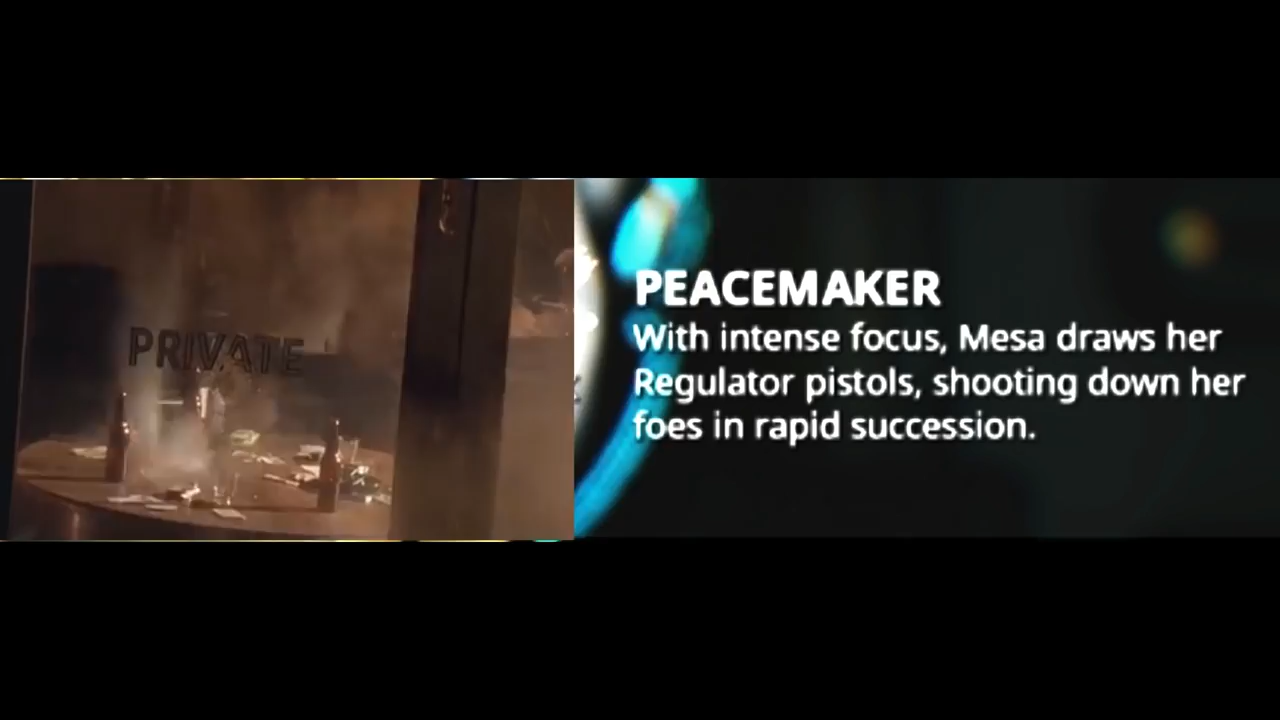 PRIVATE
PEACEMAKER
With intense focus, Mesa draws her
Regulator pistols, shooting down her
foes in rapid succession.